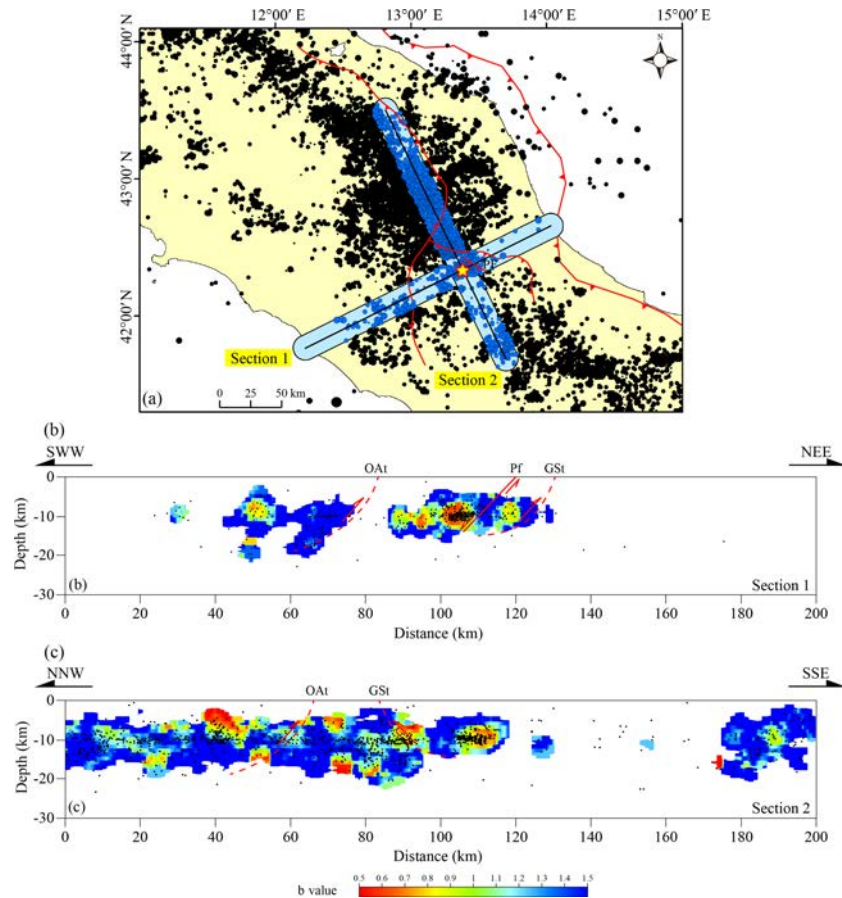 12°00′ E 13°00′ E 14°00′ E 15°00′ E
N
44°00′ N
43°00′ N
42°00′ N
Pf
Section 1
Section 2
0 25 50 km
(a)
(b)
SWW NEE
OAt Pf GSt
0
-10
-20
-30
Depth (km)
(b)
Section 1
0 20 40 60 80 100 120 140 160 180 200
Distance (km)
(c)
NNW SSE
OAt GSt
0
-10
-20
-30
Depth (km)
(c)
Section 2
0 20 40 60 80 100 120 140 160 180 200
Distance (km)
0.5 0.6 0.7 0.8 0.9 1 1.1 1.2 1.3 1.4 1.5
b value